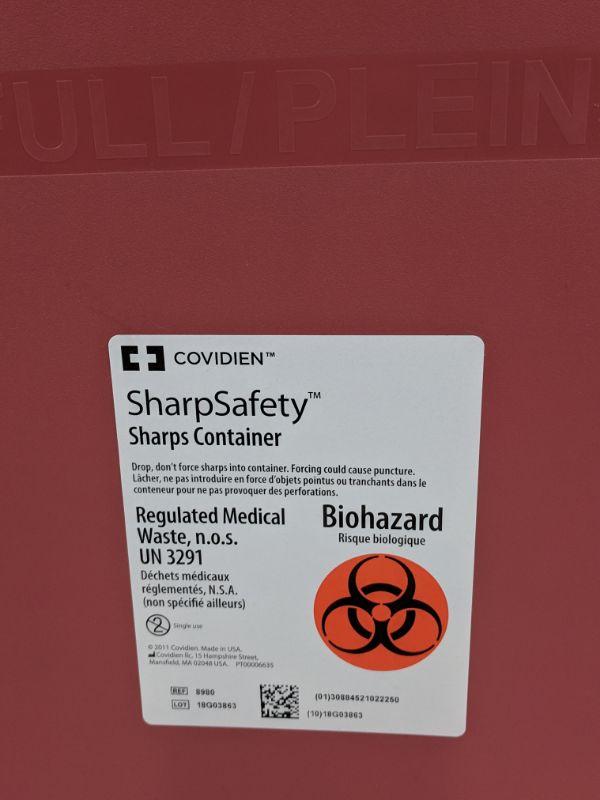 FULL/PLEIN
COVIDIEN™
SharpSafety™
Sharps Container
Drop, don't force sharps into container. Forcing could cause puncture.
Lâcher, ne pas introduire en force d'objets pointus ou tranchants dans le
conteneur pour ne pas provoquer des perforations.
Regulated Medical
Waste, n.o.s.
UN 3291
Déchets médicaux
réglementés, N.S.A.
(non spécifié ailleurs)
Biohazard
Risque biologique
2 Single use
© 2011 Covidien. Made in USA.
Covidien llc, 15 Hampshire Street,
Mansfield, MA 02048 USA. PT00006635
REF 8980
LOT 18G03863
(01)30884521022250
(10)18G03863